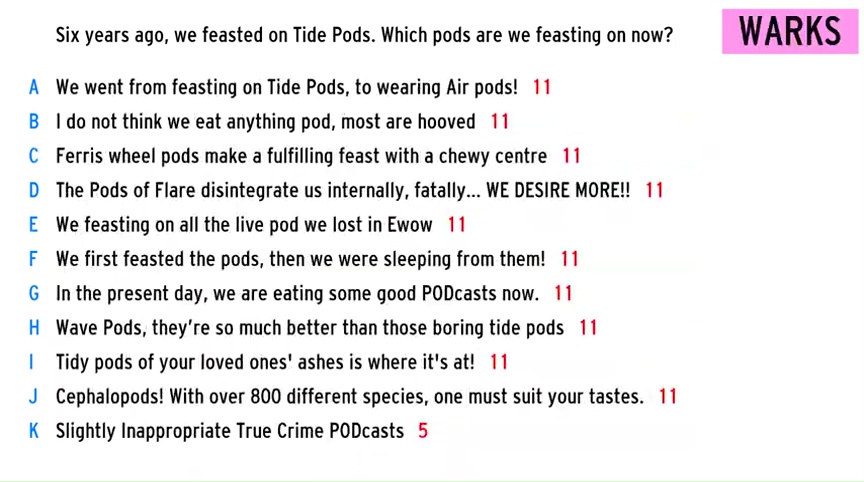 Six years ago, we feasted on Tide Pods. Which pods are we feasting on now?
WARKS
A We went from feasting on Tide Pods, to wearing Air pods! 11
B I do not think we eat anything pod, most are hooved 11
C Ferris wheel pods make a fulfilling feast with a chewy centre 11
D The Pods of Flare disintegrate us internally, fatally... WE DESIRE MORE!! 11
E We feasting on all the live pod we lost in Ewow 11
F We first feasted the pods, then we were sleeping from them! 11
G In the present day, we are eating some good PODcasts now. 11
H Wave Pods, they're so much better than those boring tide pods 11
I Tidy pods of your loved ones' ashes is where it's at! 11
J Cephalopods! With over 800 different species, one must suit your tastes. 11
K Slightly Inappropriate True Crime PODcasts 5